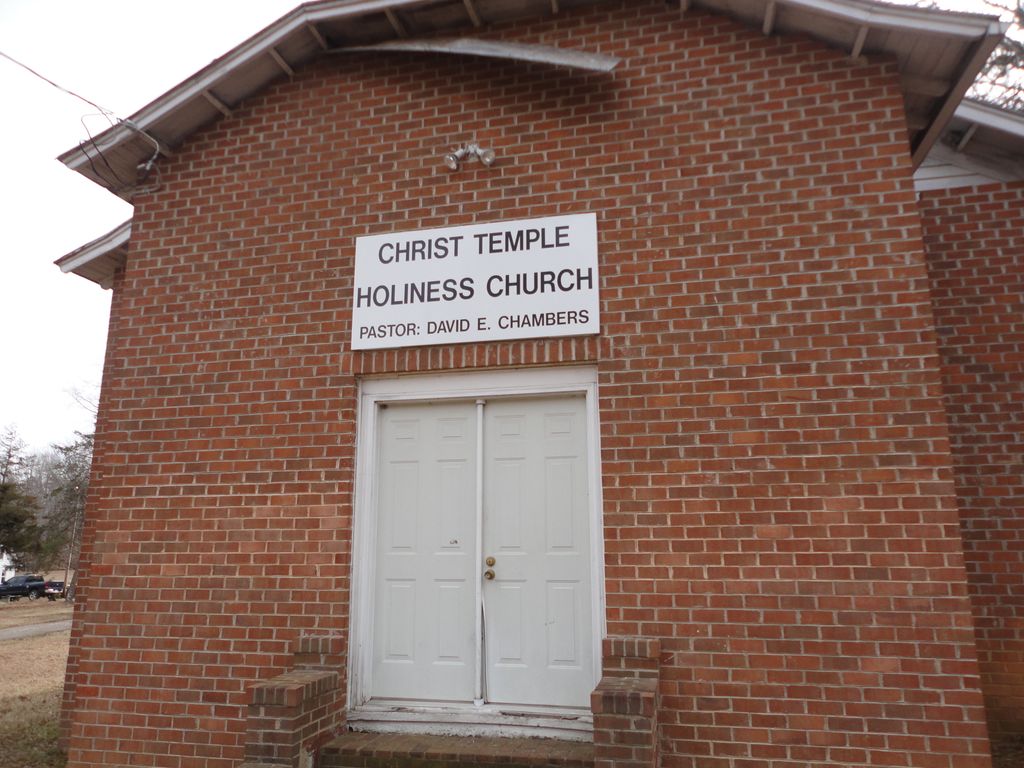 CHRIST TEMPLE
HOLINESS CHURCH
PASTOR: DAVID E. CHAMBERS